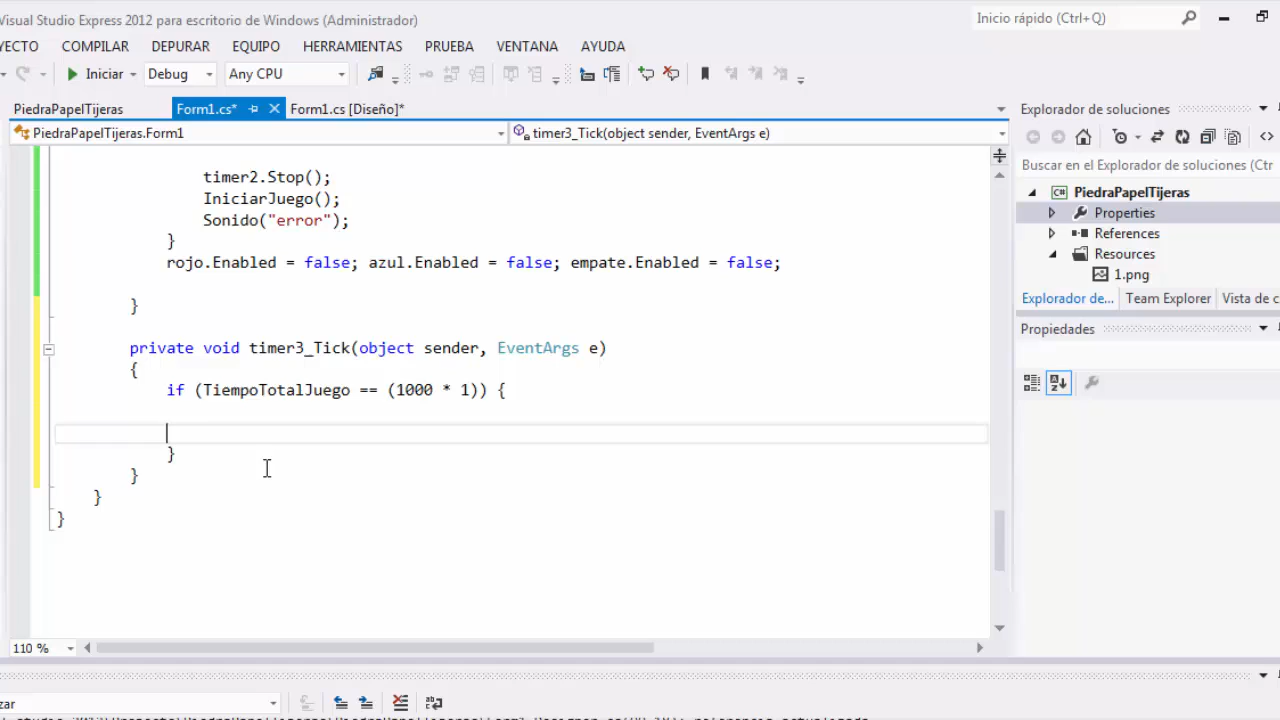 Visual Studio Express 2012 para escritorio de Windows (Administrador)
Inicio rápido (Ctrl+Q)
YECTO COMPILAR DEPURAR EQUIPO HERRAMIENTAS PRUEBA VENTANA AYUDA
Iniciar Debug Any CPU
PiedraPapelTijeras Form1.cs* Form1.cs [Diseño]*
PiedraPapelTijeras.Form1 timer3_Tick(object sender, EventArgs e)
timer2.Stop();
IniciarJuego();
Sonido("error");
}
rojo.Enabled = false; azul.Enabled = false; empate.Enabled = false;
}
private void timer3_Tick(object sender, EventArgs e)
{
if (TiempoTotalJuego == (1000 * 1)) {
}
}
}
}
110 %
Explorador de soluciones
Buscar en el Explorador de soluciones (Ctr
C# PiedraPapelTijeras
Properties
References
Resources
1.png
Explorador de... Team Explorer Vista de c
Propiedades
zar